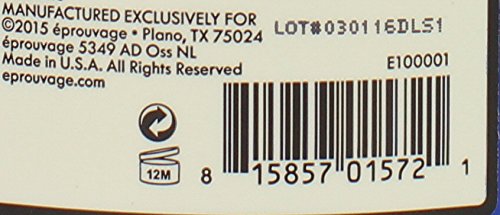 MANUFACTURED EXCLUSIVELY FOR
©2015 éprouvage • Plano, TX 75024
éprouvage 5349 AD Oss NL
Made in U.S.A. All Rights Reserved
eprouvage.com
LOT#030116DLS1
E100001
12M
8 15857 01572 1